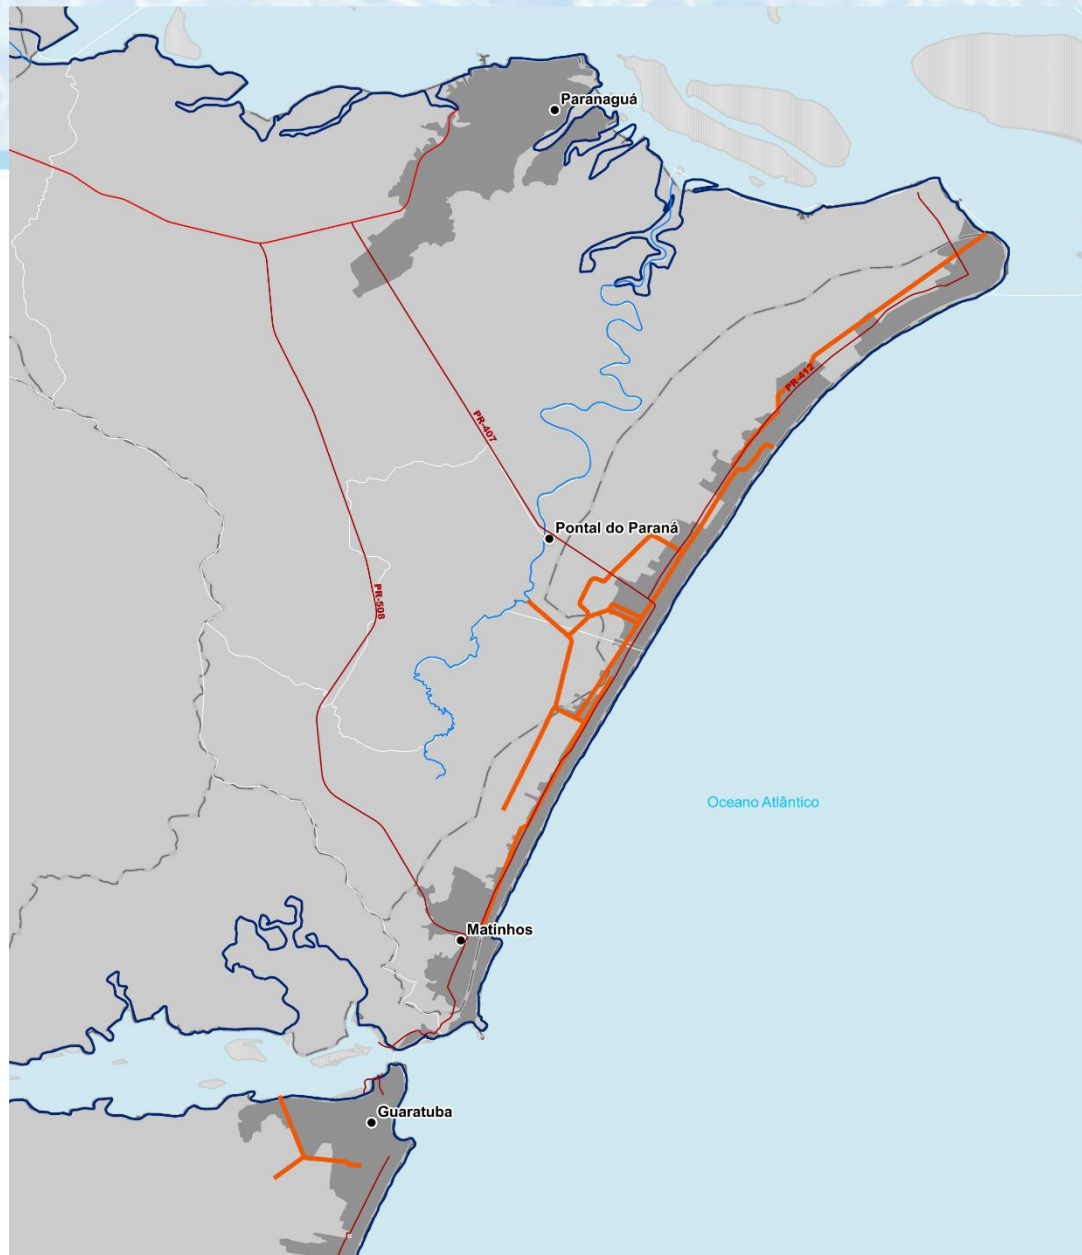 Paranaguá
PR-412
PR-407
Pontal do Paraná
PR-508
Oceano Atlântico
Matinhos
Guaratuba